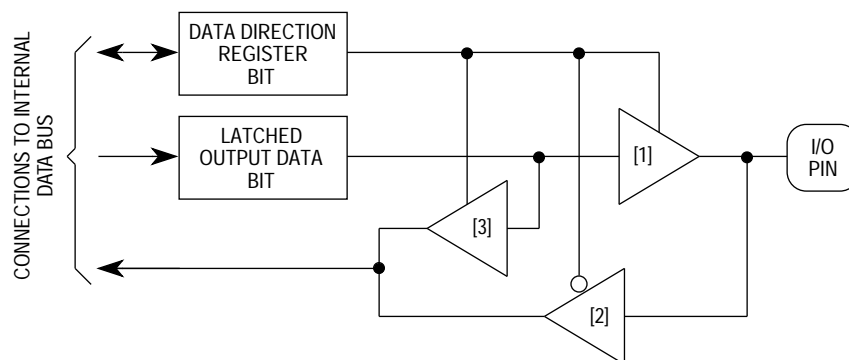 CONNECTIONS TO INTERNAL
DATA BUS
DATA DIRECTION
REGISTER
BIT
LATCHED
OUTPUT DATA
BIT
[1]
I/O
PIN
[3]
[2]